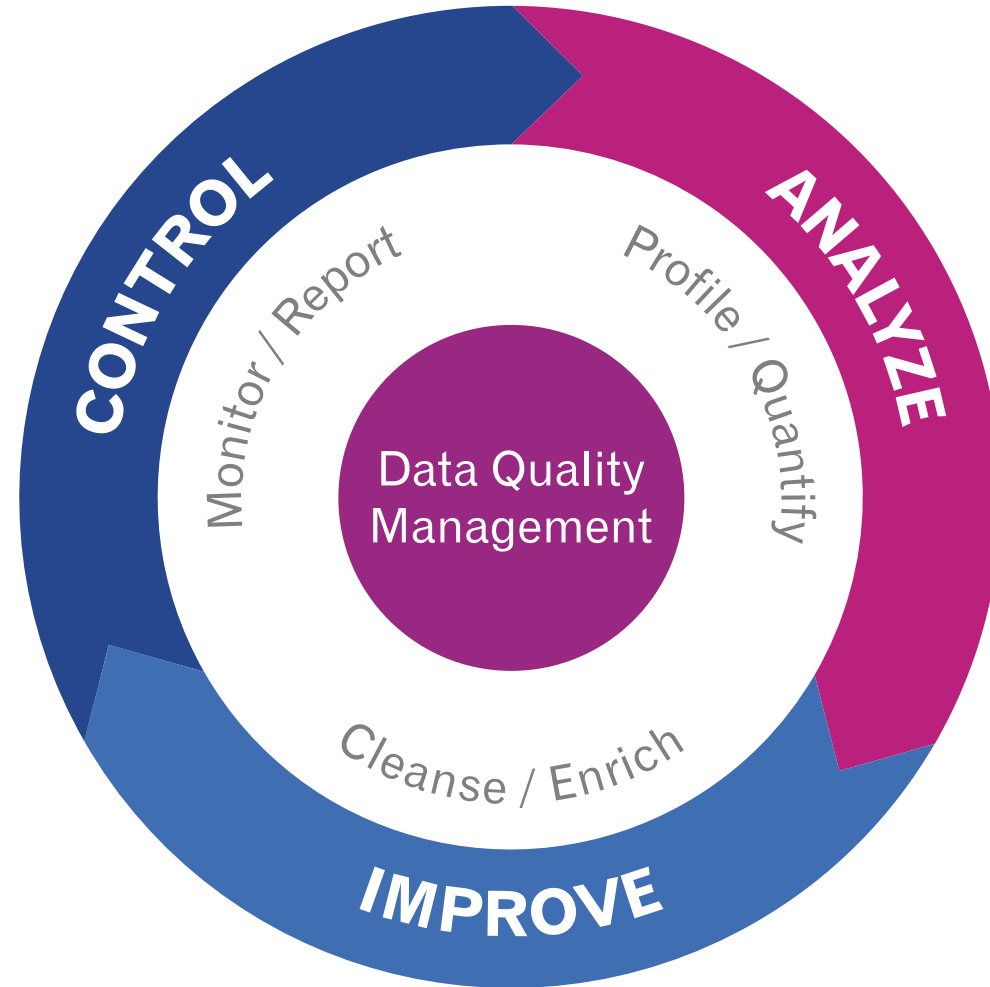 CONTROL
ANALYZE
Monitor / Report
Profile / Quantify
Data Quality
Management
Cleanse / Enrich
IMPROVE